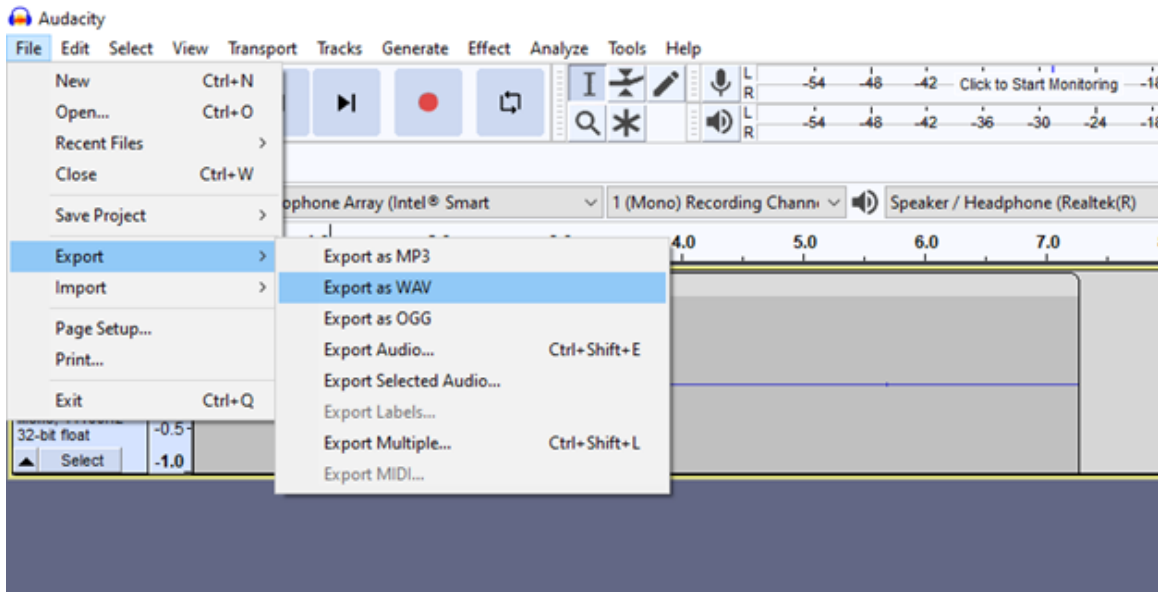 Audacity
File Edit Select View Transport Tracks Generate Effect Analyze Tools Help
New Ctrl+N
Open... Ctrl+O
Recent Files >
Close Ctrl+W
Save Project >
Export >
Import >
Page Setup...
Print...
Exit Ctrl+Q
L
R
-54 -48 -42 Click to Start Monitoring
L
R
-54 -48 -42 -36 -30 -24
ophone Array (Intel® Smart
1 (Mono) Recording Chann
Speaker / Headphone (Realtek(R)
4.0 5.0 6.0 7.0
Export as MP3
Export as WAV
Export as OGG
Export Audio... Ctrl+Shift+E
Export Selected Audio...
Export Labels...
Export Multiple... Ctrl+Shift+L
Export MIDI...
32-bit float
Select
-0.5
-1.0